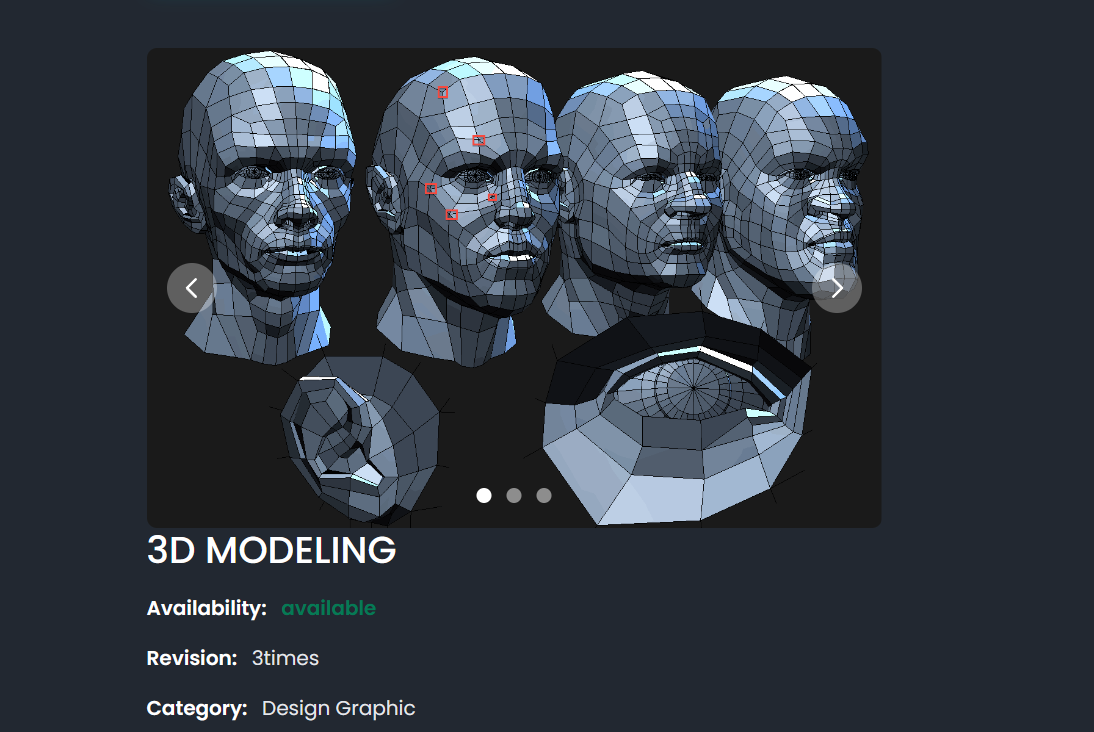 3D MODELING
Availability: available
Revision: 3times
Category: Design Graphic